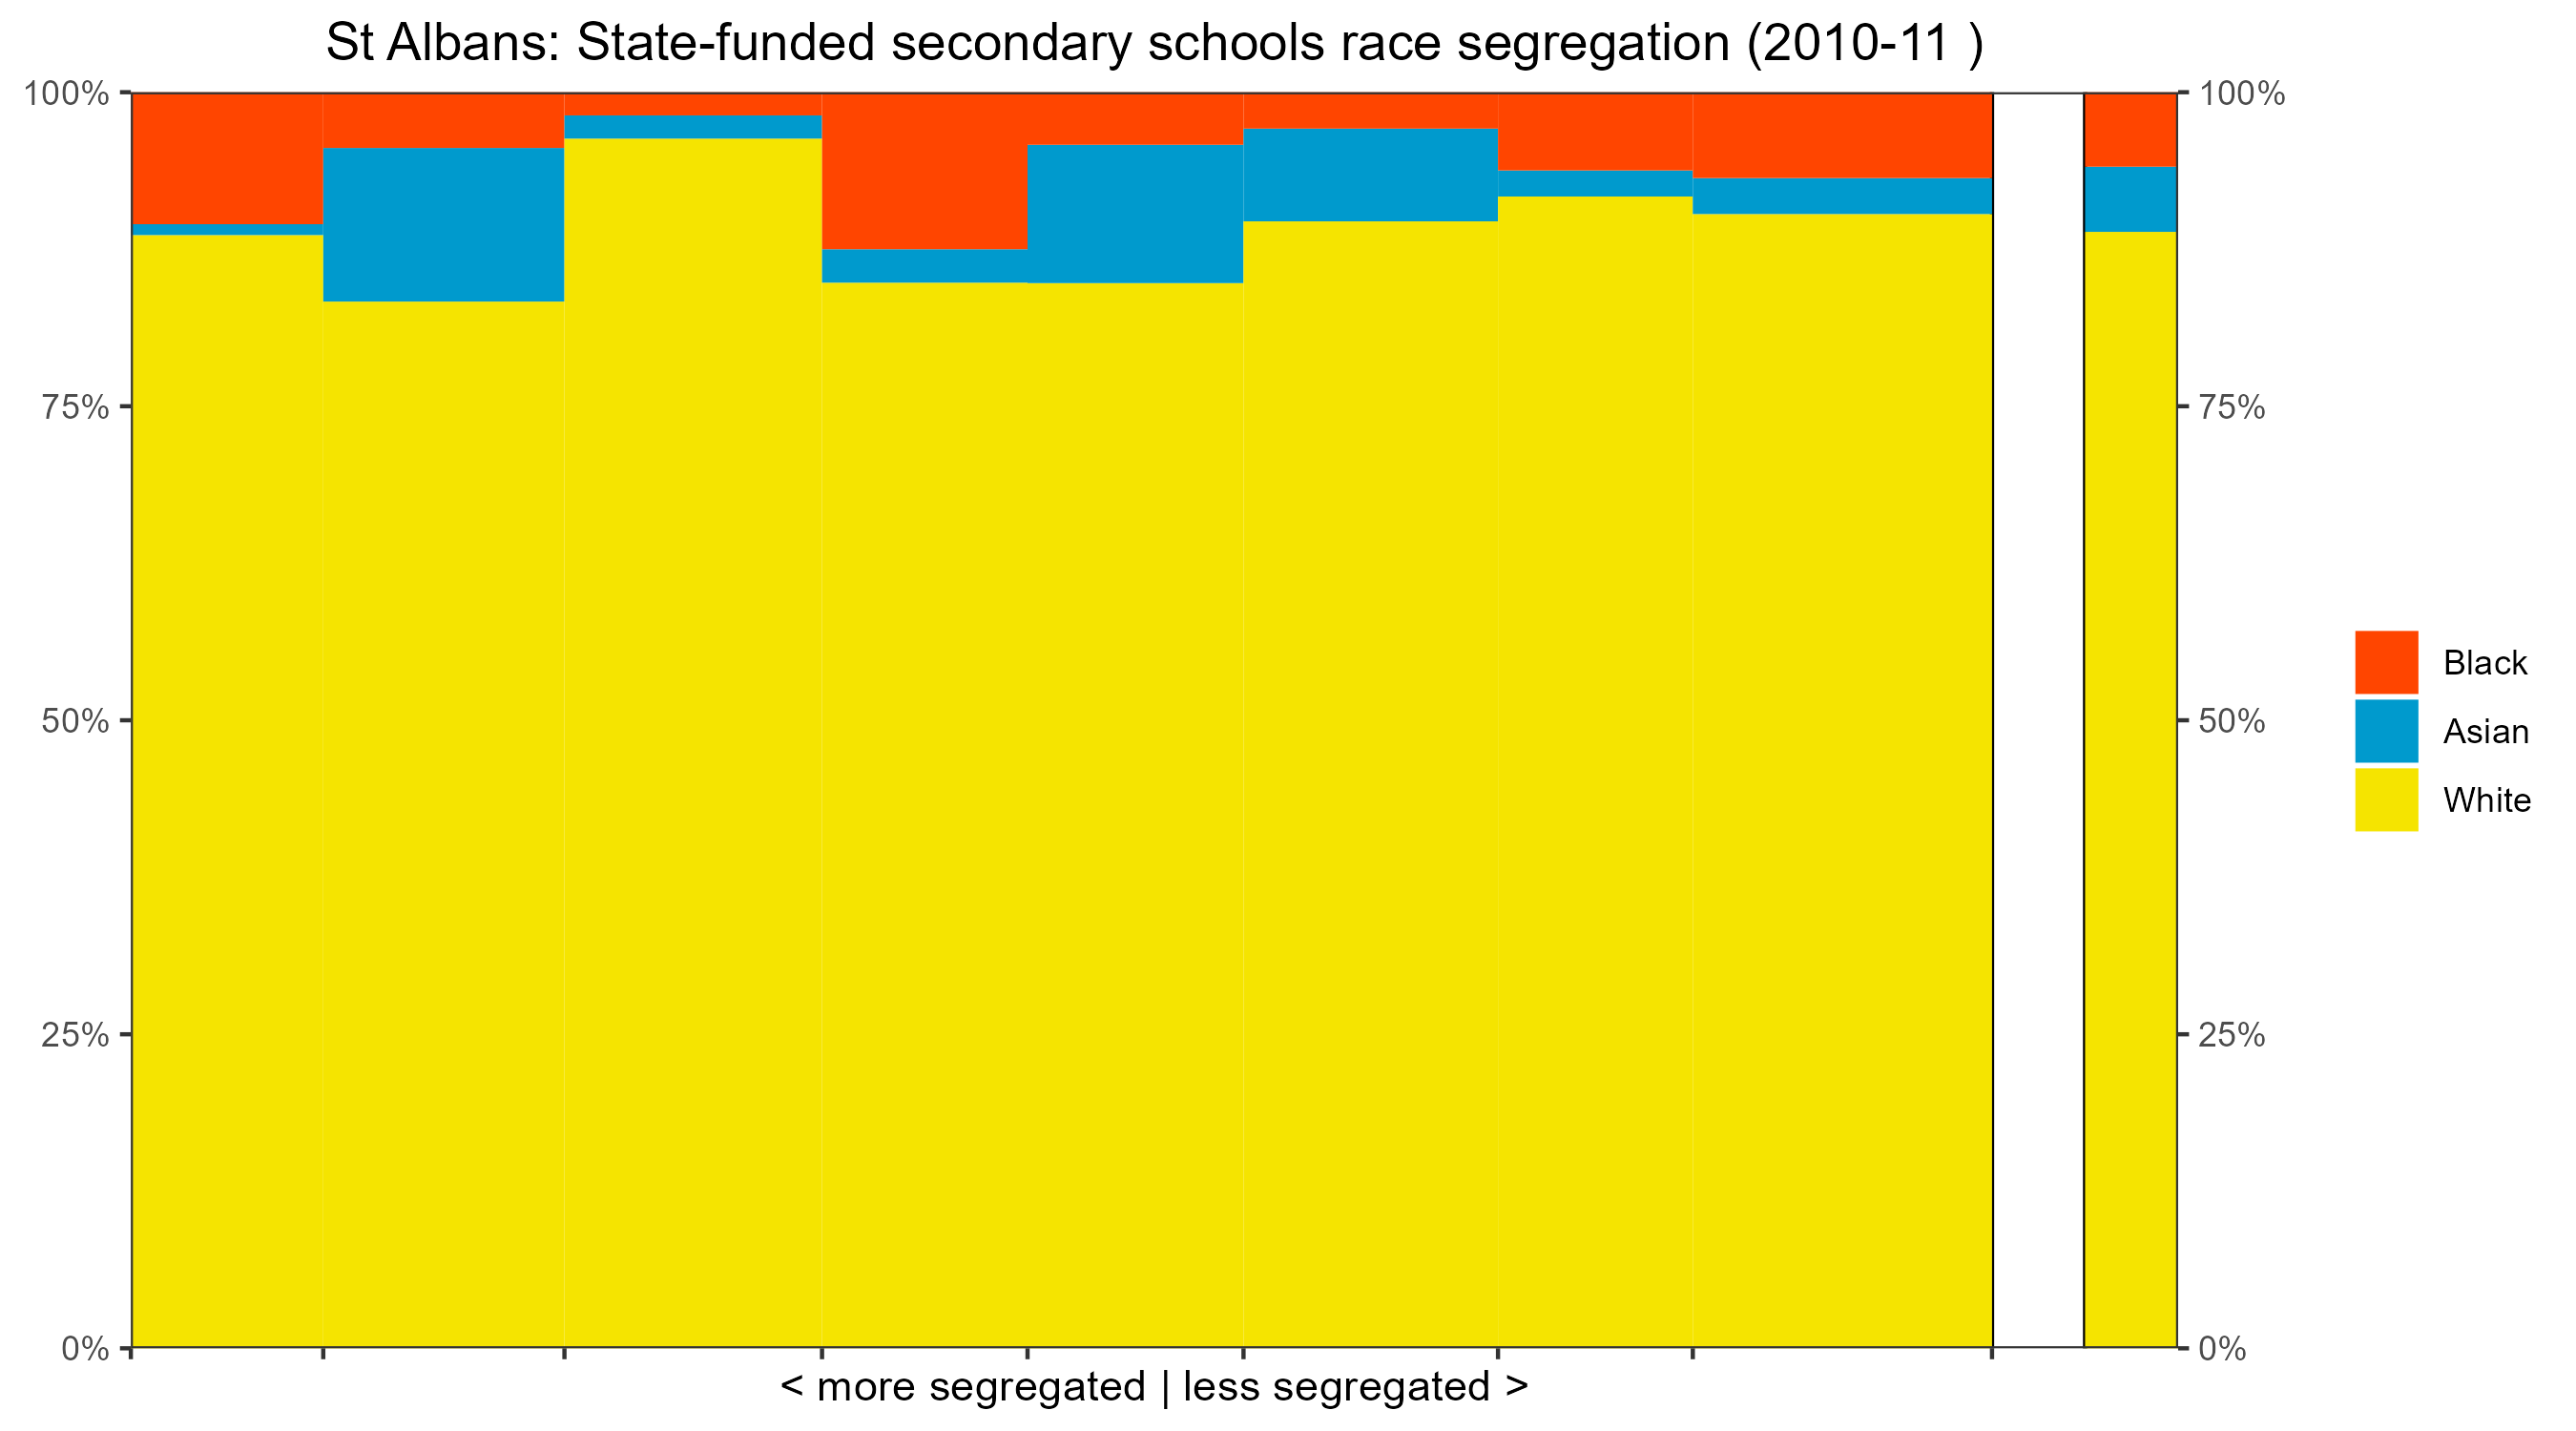 St Albans: State-funded secondary schools race segregation (2010-11 )
100%
75%
50%
25%
0%
100%
75%
50%
25%
0%
Black
Asian
White
< more segregated | less segregated >